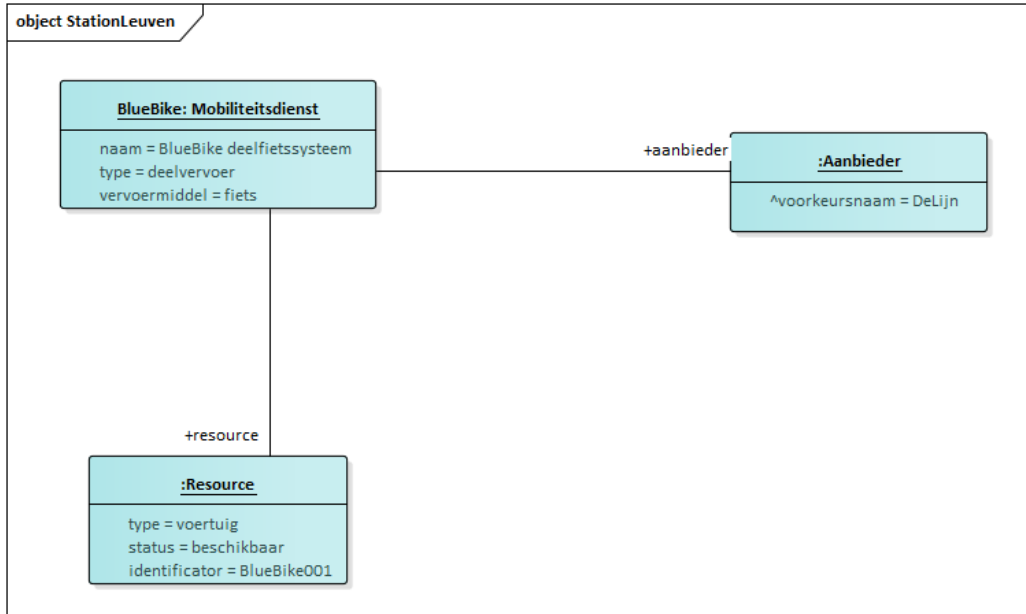 object StationLeuven
BlueBike: Mobiliteitsdienst
naam = BlueBike deelfietssysteem
type = deelvervoer
vervoermiddel = fiets
+aanbieder
:Aanbieder
^voorkeursnaam = DeLijn
+resource
:Resource
type = voertuig
status = beschikbaar
identificator = BlueBike001